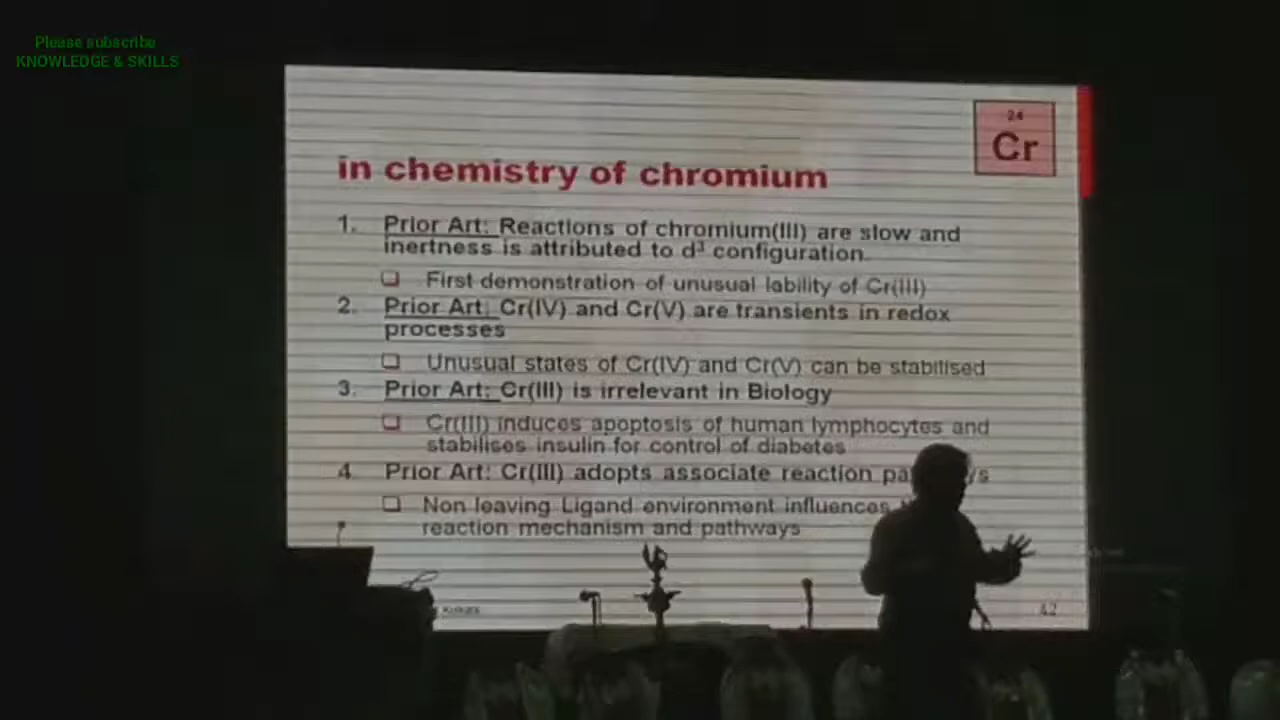 Please subscribe
KNOWLEDGE & SKILLS
24
Cr
in chemistry of chromium
1. Prior Art: Reactions of chromium(III) are slow and
inertness is attributed to d³ configuration.
❑ First demonstration of unusual lability of Cr(III)
2. Prior Art: Cr(IV) and Cr(V) are transients in redox
processes
❑ Unusual states of Cr(IV) and Cr(V) can be stabilised
3. Prior Art: Cr(III) is irrelevant in Biology
❑ Cr(III) induces apoptosis of human lymphocytes and
stabilises insulin for control of diabetes
4. Prior Art: Cr(III) adopts associate reaction
❑ Non leaving Ligand environment influences
reaction mechanism and pathways
42